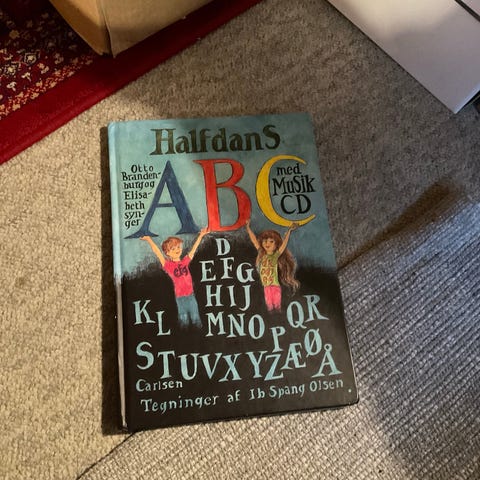 HalfdanS
Otto
Branden-
burg og
Elisa-
beth
syn-
ger
ABC
med
MuSik
CD
D
EFG
HIJ
KL MNO P QR
STUVXYZÆØÅ
Carlsen
Tegninger af Ib Spang Olsen